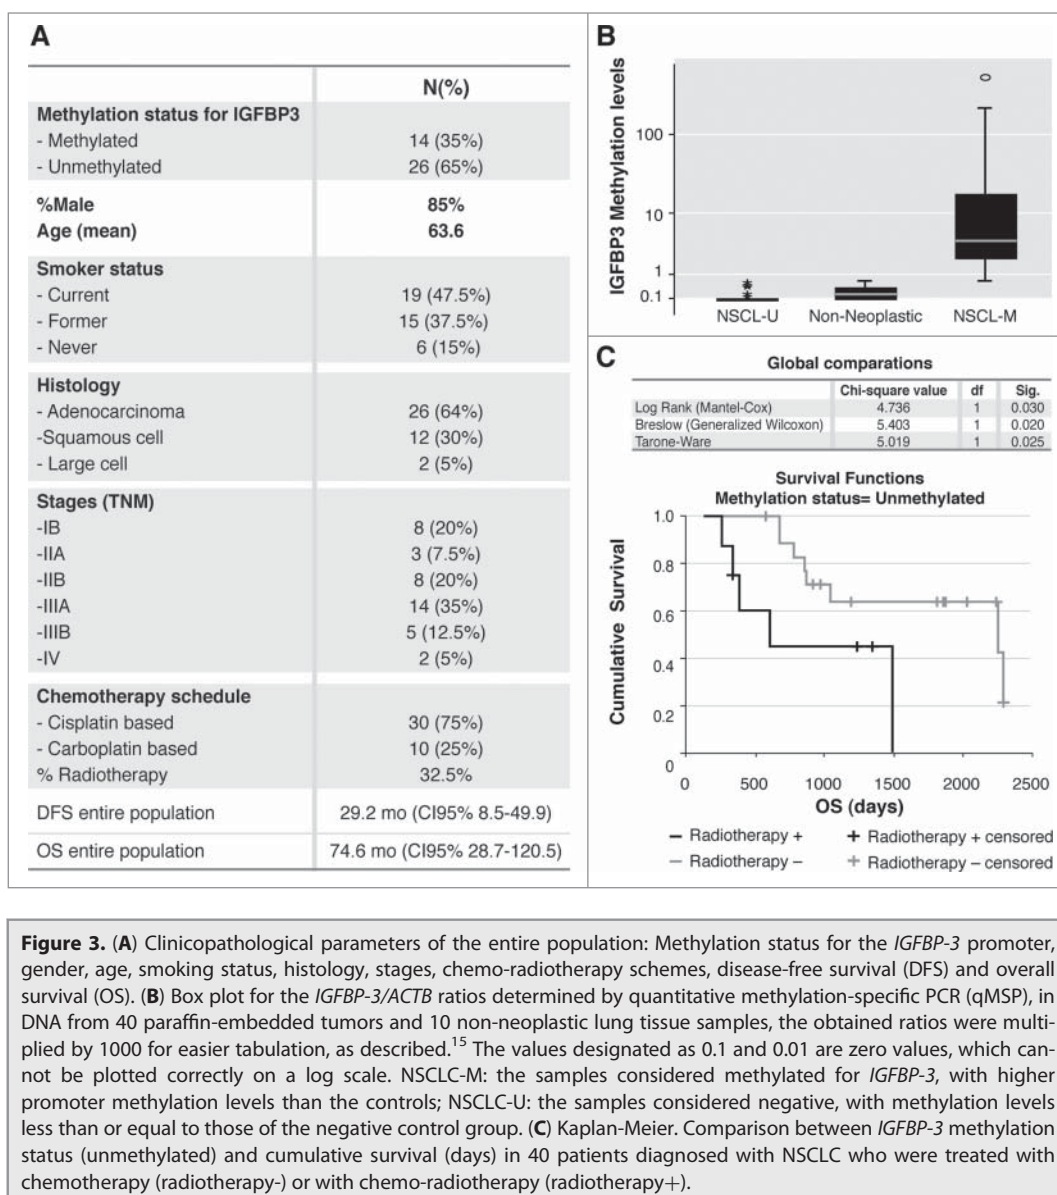 A
N(%)
Methylation status for IGFBP3
- Methylated 14 (35%)
- Unmethylated 26 (65%)
%Male 85%
Age (mean) 63.6
Smoker status
- Current 19 (47.5%)
- Former 15 (37.5%)
- Never 6 (15%)
Histology
- Adenocarcinoma 26 (64%)
-Squamous cell 12 (30%)
- Large cell 2 (5%)
Stages (TNM)
-IB 8 (20%)
-IIA 3 (7.5%)
-IIB 8 (20%)
-IIIA 14 (35%)
-IIIB 5 (12.5%)
-IV 2 (5%)
Chemotherapy schedule
- Cisplatin based 30 (75%)
- Carboplatin based 10 (25%)
% Radiotherapy 32.5%
DFS entire population 29.2 mo (CI95% 8.5-49.9)
OS entire population 74.6 mo (CI95% 28.7-120.5)
B
IGFBP3 Methylation levels
100
10
1
0.1
NSCL-U Non-Neoplastic NSCL-M
C
Global comparations
Chi-square value df Sig.
Log Rank (Mantel-Cox) 4.736 1 0.030
Breslow (Generalized Wilcoxon) 5.403 1 0.020
Tarone-Ware 5.019 1 0.025
Survival Functions
Methylation status= Unmethylated
Cumulative Survival
1.0
0.8
0.6
0.4
0.2
0
0 500 1000 1500 2000 2500
OS (days)
Radiotherapy + Radiotherapy + censored
Radiotherapy – Radiotherapy – censored
Figure 3. (A) Clinicopathological parameters of the entire population: Methylation status for the IGFBP-3 promoter,
gender, age, smoking status, histology, stages, chemo-radiotherapy schemes, disease-free survival (DFS) and overall
survival (OS). (B) Box plot for the IGFBP-3/ACTB ratios determined by quantitative methylation-specific PCR (qMSP), in
DNA from 40 paraffin-embedded tumors and 10 non-neoplastic lung tissue samples, the obtained ratios were multi-
plied by 1000 for easier tabulation, as described.15 The values designated as 0.1 and 0.01 are zero values, which can-
not be plotted correctly on a log scale. NSCLC-M: the samples considered methylated for IGFBP-3, with higher
promoter methylation levels than the controls; NSCLC-U: the samples considered negative, with methylation levels
less than or equal to those of the negative control group. (C) Kaplan-Meier. Comparison between IGFBP-3 methylation
status (unmethylated) and cumulative survival (days) in 40 patients diagnosed with NSCLC who were treated with
chemotherapy (radiotherapy-) or with chemo-radiotherapy (radiotherapy+).